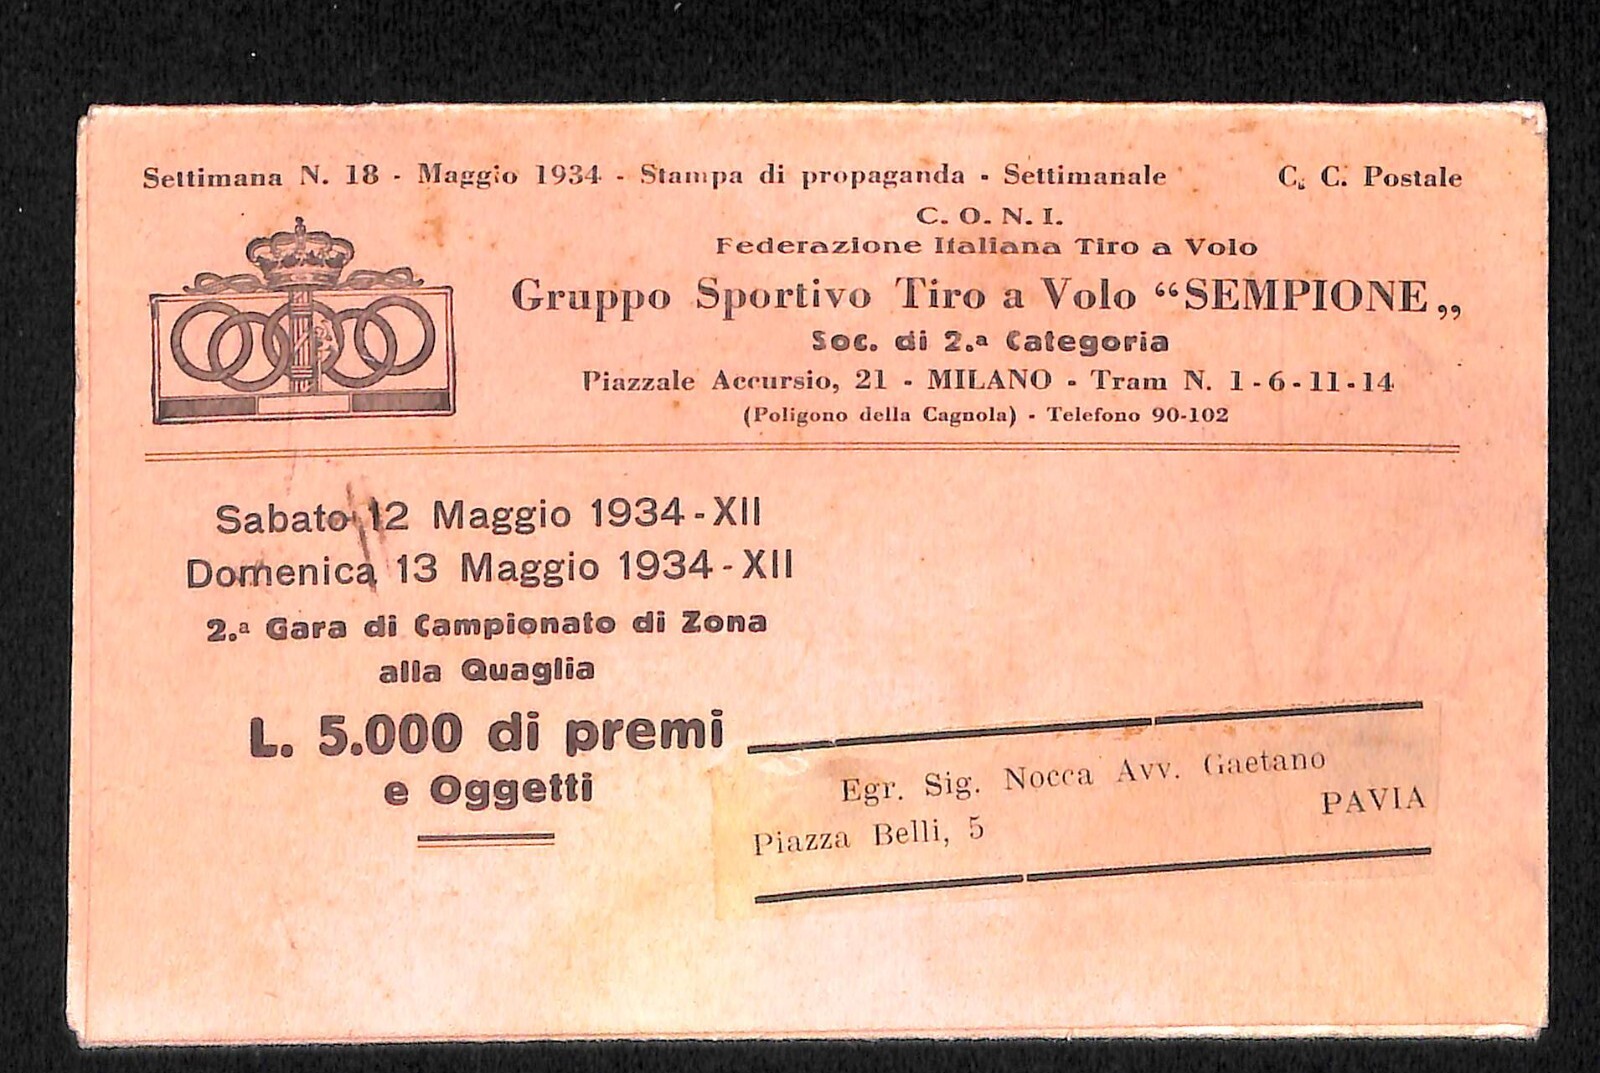 Settimana N. 18 - Maggio 1934 - Stampa di propaganda - Settimanale C. C. Postale
C. O. N. I.
Federazione Italiana Tiro a Volo
Gruppo Sportivo Tiro a Volo “SEMPIONE„
Soc. di 2.ª Categoria
Piazzale Accursio, 21 - MILANO - Tram N. 1-6-11-14
(Poligono della Cagnola) - Telefono 90-102
Sabato 12 Maggio 1934-XII
Domenica 13 Maggio 1934-XII
2.ª Gara di Campionato di Zona
alla Quaglia
L. 5.000 di premi
e Oggetti
Egr. Sig. Nocca Avv. Gaetano
PAVIA
Piazza Belli, 5